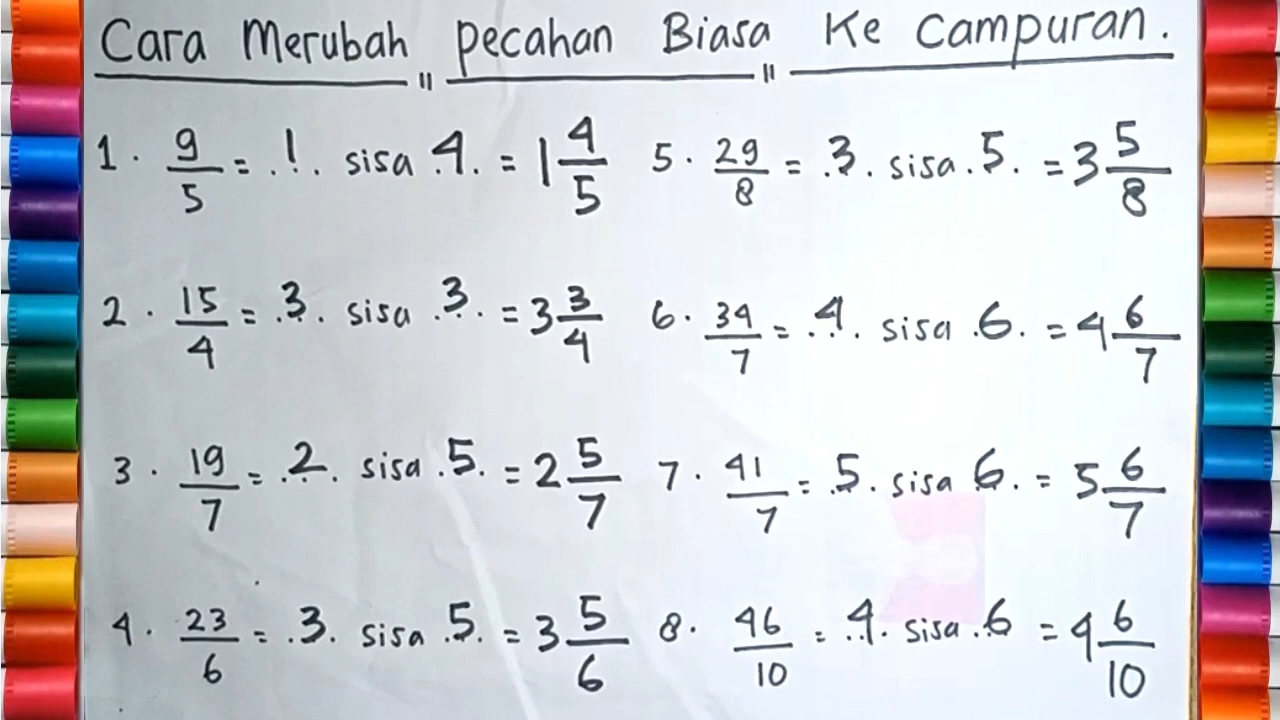 Cara Merubah Pecahan Biasa Ke Campuran.
1. 9/5 = .1. sisa .4. = 1 4/5
2. 15/4 = .3. sisa .3. = 3 3/4
3. 19/7 = .2. sisa .5. = 2 5/7
4. 23/6 = .3. sisa .5. = 3 5/6
5. 29/8 = .3. sisa .5. = 3 5/8
6. 34/7 = .4. sisa .6. = 4 6/7
7. 41/7 = .5. sisa .6. = 5 6/7
8. 46/10 = .4. sisa .6 = 4 6/10